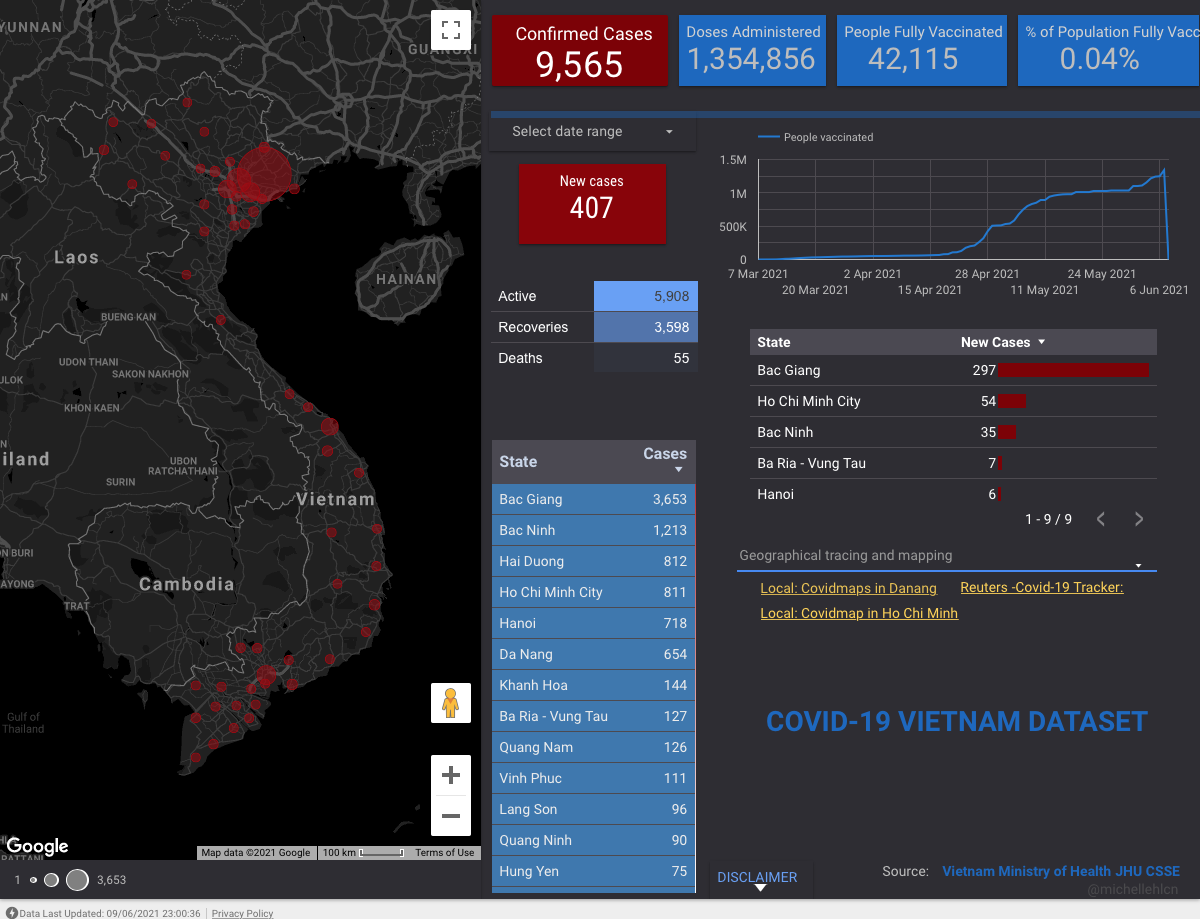 YUNNAN
GUANGXI
Laos
HAINAN
BUENG KAN
UDON THANI
SAKON NAKHON
KHON KAEN
UBON
RATCHATHANI
SURIN
Vietnam
Cambodia
TRAT
Gulf of
Thailand
Google
Map data ©2021 Google
100 km
Terms of Use
1
3,653
Confirmed Cases
9,565
Doses Administered
1,354,856
People Fully Vaccinated
42,115
% of Population Fully Vacc
0.04%
Select date range
New cases
407
Active 5,908
Recoveries 3,598
Deaths 55
State Cases
Bac Giang 3,653
Bac Ninh 1,213
Hai Duong 812
Ho Chi Minh City 811
Hanoi 718
Da Nang 654
Khanh Hoa 144
Ba Ria - Vung Tau 127
Quang Nam 126
Vinh Phuc 111
Lang Son 96
Quang Ninh 90
Hung Yen 75
People vaccinated
1.5M
1M
500K
0
7 Mar 2021 2 Apr 2021 28 Apr 2021 24 May 2021
20 Mar 2021 15 Apr 2021 11 May 2021 6 Jun 2021
State New Cases
Bac Giang 297
Ho Chi Minh City 54
Bac Ninh 35
Ba Ria - Vung Tau 7
Hanoi 6
1 - 9 / 9
Geographical tracing and mapping
Local: Covidmaps in Danang Reuters -Covid-19 Tracker:
Local: Covidmap in Ho Chi Minh
COVID-19 VIETNAM DATASET
DISCLAIMER
Source: Vietnam Ministry of Health JHU CSSE
@michellehlcn
Data Last Updated: 09/06/2021 23:00:36
Privacy Policy